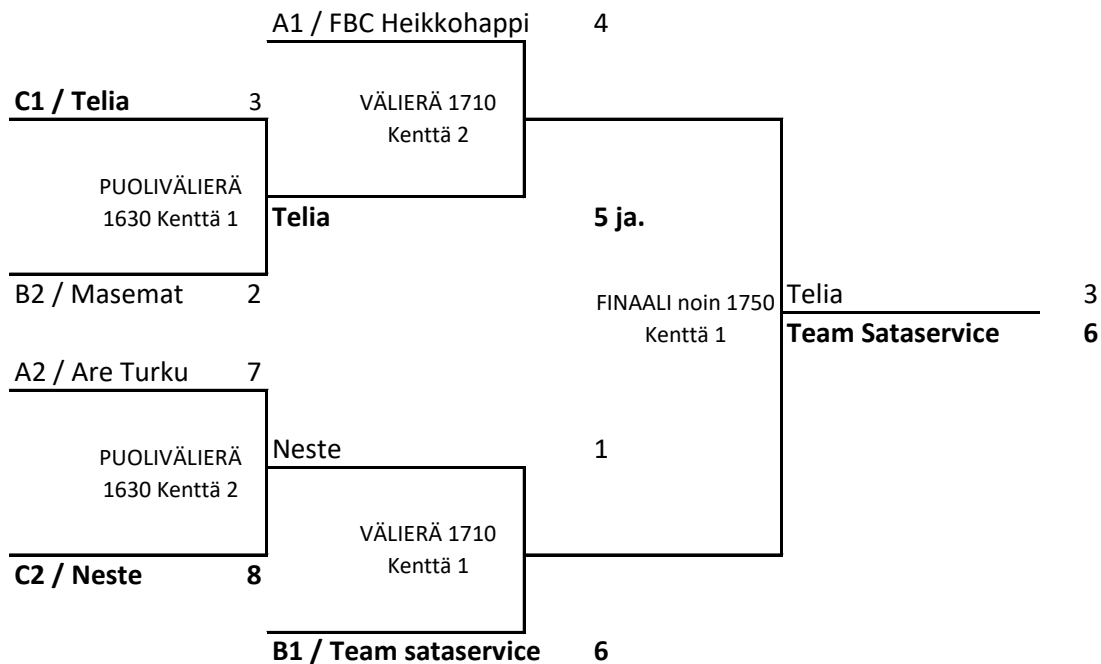 A1 / FBC Heikkohappi 4
C1 / Telia 3
VÄLIERÄ 1710
Kenttä 2
PUOLIVÄLIERÄ
1630 Kenttä 1
Telia 5 ja.
B2 / Masemat 2
FINAALI noin 1750
Kenttä 1
Telia 3
Team Sataservice 6
A2 / Are Turku 7
PUOLIVÄLIERÄ
1630 Kenttä 2
Neste 1
VÄLIERÄ 1710
Kenttä 1
C2 / Neste 8
B1 / Team sataservice 6